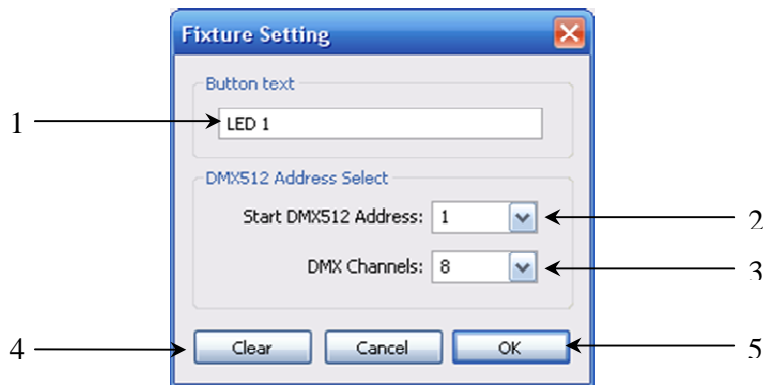 Fixture Setting
Button text
1
LED 1
DMX512 Address Select
Start DMX512 Address: 1
2
DMX Channels: 8
3
4
Clear
Cancel
OK
5